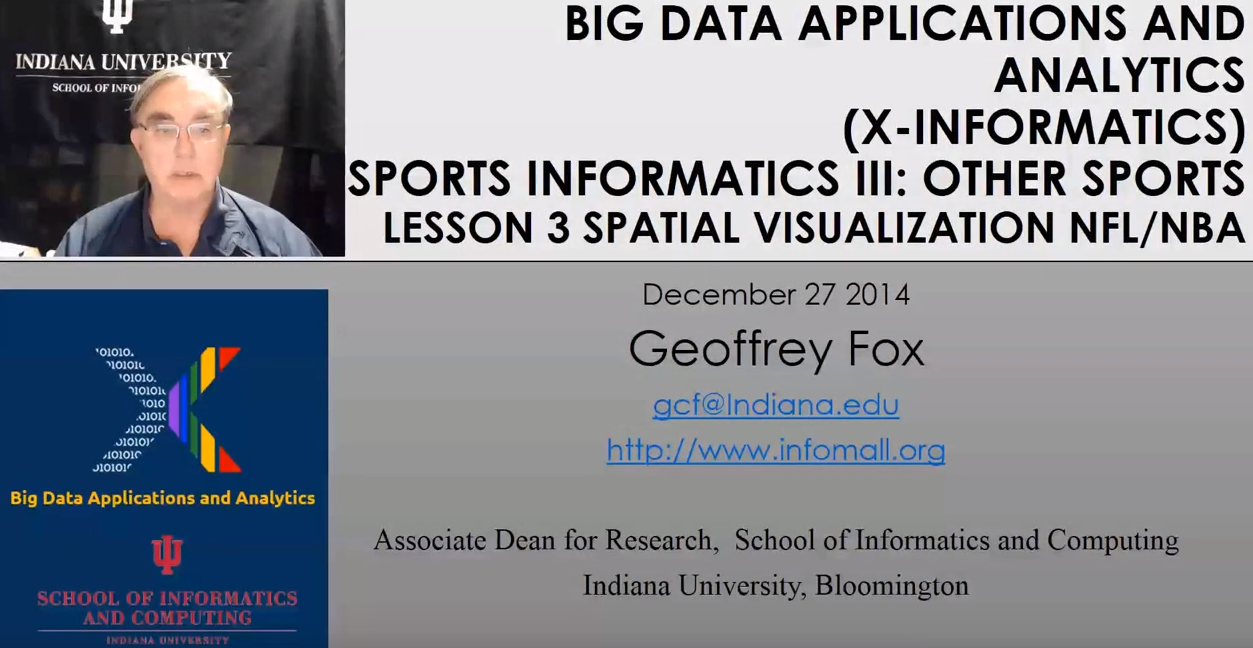 INDIANA UNIVERSITY
SCHOOL OF INFO
BIG DATA APPLICATIONS AND
ANALYTICS
(X-INFORMATICS)
SPORTS INFORMATICS III: OTHER SPORTS
LESSON 3 SPATIAL VISUALIZATION NFL/NBA
December 27 2014
Geoffrey Fox
gcf@Indiana.edu
http://www.infomall.org
Associate Dean for Research, School of Informatics and Computing
Indiana University, Bloomington
Big Data Applications and Analytics
SCHOOL OF INFORMATICS
AND COMPUTING
INDIANA UNIVERSITY